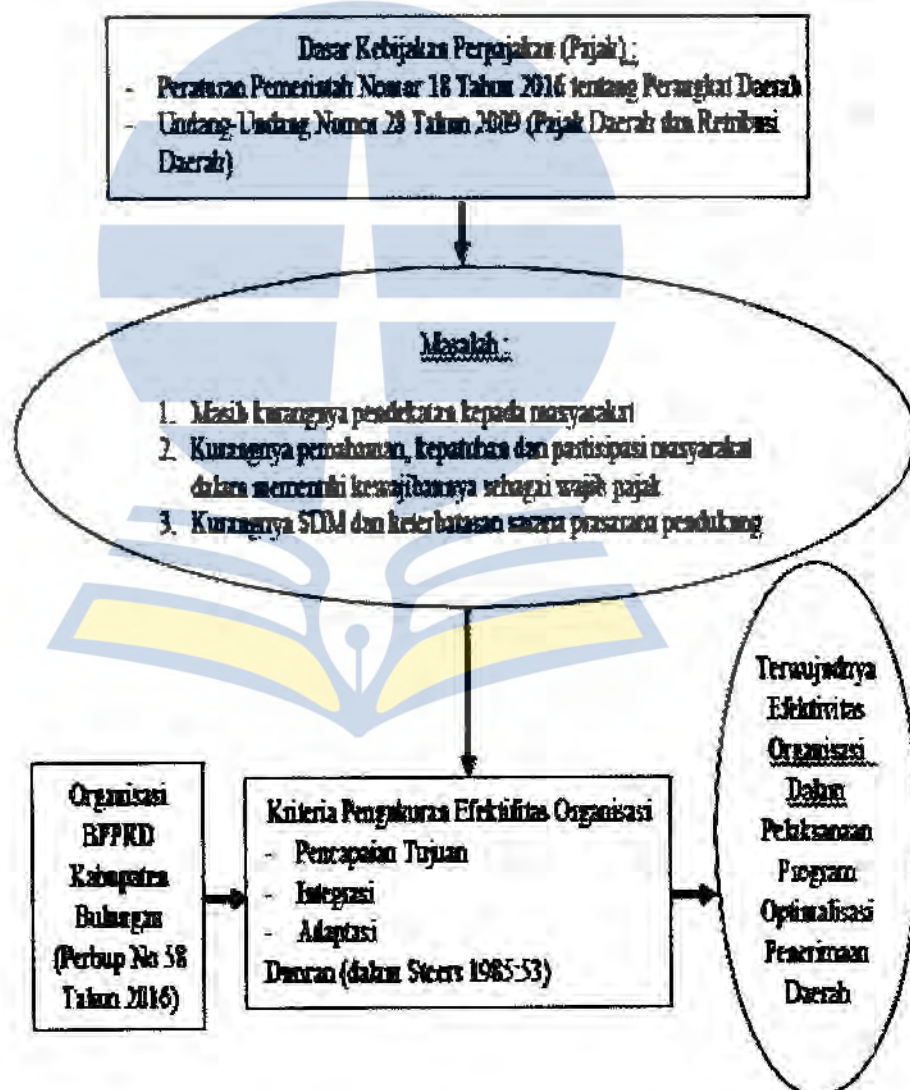 Dasar Kebijakan Perpajakan (Pajak) :
- Peraturan Pemerintah Nomor 18 Tahun 2016 tentang Perangkat Daerah
- Undang-Undang Nomor 28 Tahun 2009 (Pajak Daerah dan Retribusi
Daerah)
Masalah :
1. Masih kurangnya pendekatan kepada masyarakat
2. Kurangnya pemahaman, kepatuhan dan partisipasi masyarakat
dalam memenuhi kewajibannya sebagai wajib pajak
3. Kurangnya SDM dan keterbatasan sarana prasarana pendukung
Organisasi
BPPRD
Kabupaten
Bulungan
(Perbup No 58
Tahun 2016)
Kriteria Pengukuran Efektifitas Organisasi
- Pencapaian Tujuan
- Integrasi
- Adaptasi
Duncan (dalam Steers 1985:53)
Terwujudnya
Efektivitas
Organisasi
Dalam
Pelaksanaan
Program
Optimalisasi
Penerimaan
Daerah